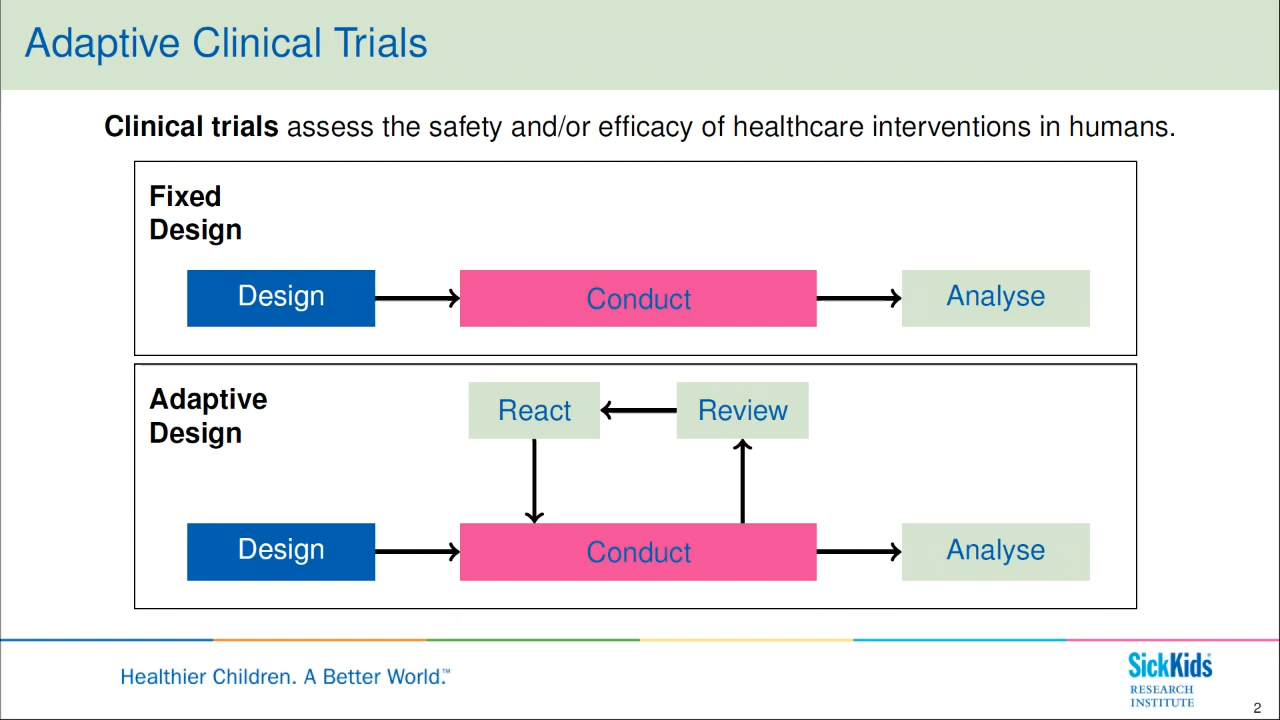 Adaptive Clinical Trials
Clinical trials assess the safety and/or efficacy of healthcare interventions in humans.
Fixed
Design
Design
Conduct
Analyse
Adaptive
Design
React
Review
Design
Conduct
Analyse
Healthier Children. A Better World.™
SickKids®
RESEARCH
INSTITUTE
2